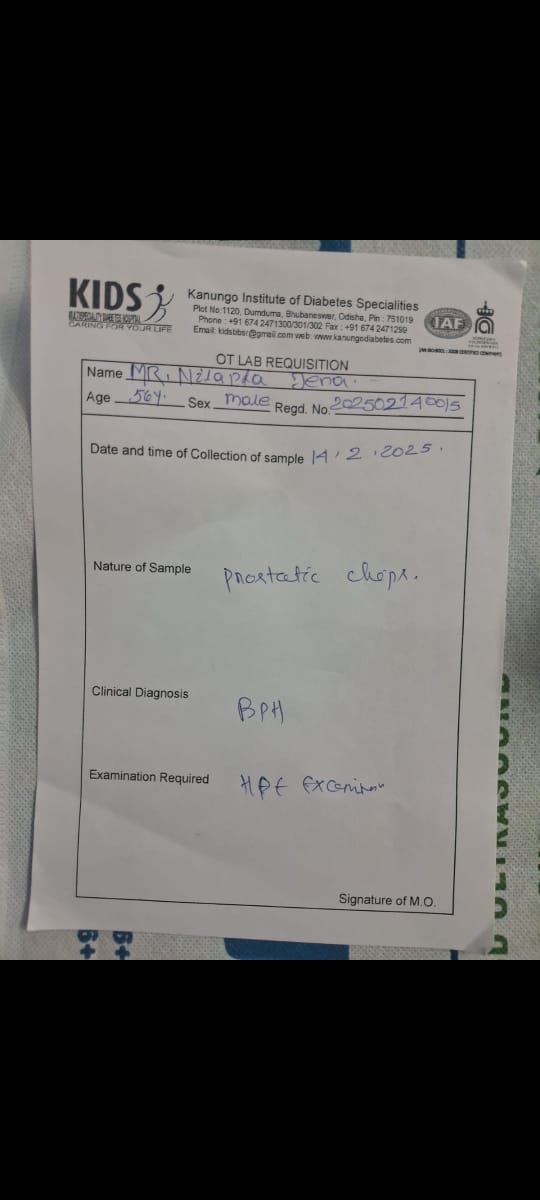 KIDS
MULTISPECIALITY DIABETES HOSPITAL
CARING FOR YOUR LIFE
Kanungo Institute of Diabetes Specialities
Plot No:1120, Dumduma, Bhubaneswar, Odisha, Pin : 751019
Phone : +91 674 2471300/301/302 Fax : +91 674 2471299
Email: kidsbbsr@gmail.com web: www.kanungodiabetes.com
IAF
OT LAB REQUISITION
Name MR. Jena.
Age 56Y. Sex male Regd. No. 202502140015
Date and time of Collection of sample 14.2.2025.
Nature of Sample Prostatic chips.
Clinical Diagnosis
BPH
Examination Required HPE
Signature of M.O.